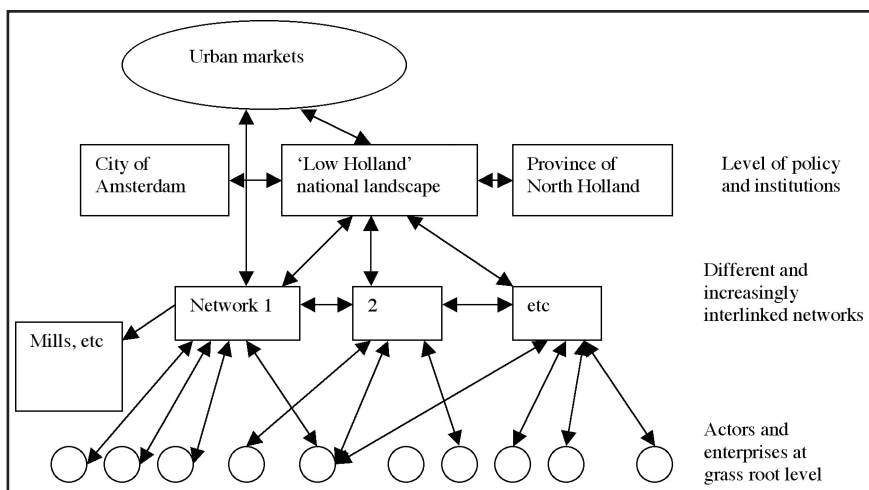 Urban markets
City of
Amsterdam
‘Low Holland’
national landscape
Province of
North Holland
Level of policy
and institutions
Network 1
2
etc
Different and
increasingly
interlinked networks
Mills, etc
Actors and
enterprises at
grass root level